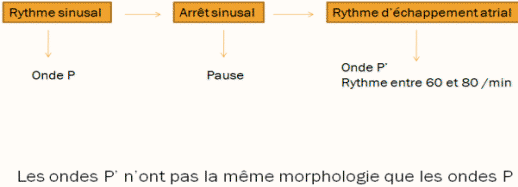 Rythme sinusal Arrêt sinusal Rythme d'échappement atrial
Onde P Pause Onde P'
Rythme entre 60 et 80 /min
Les ondes P' n'ont pas la même morphologie que les ondes P